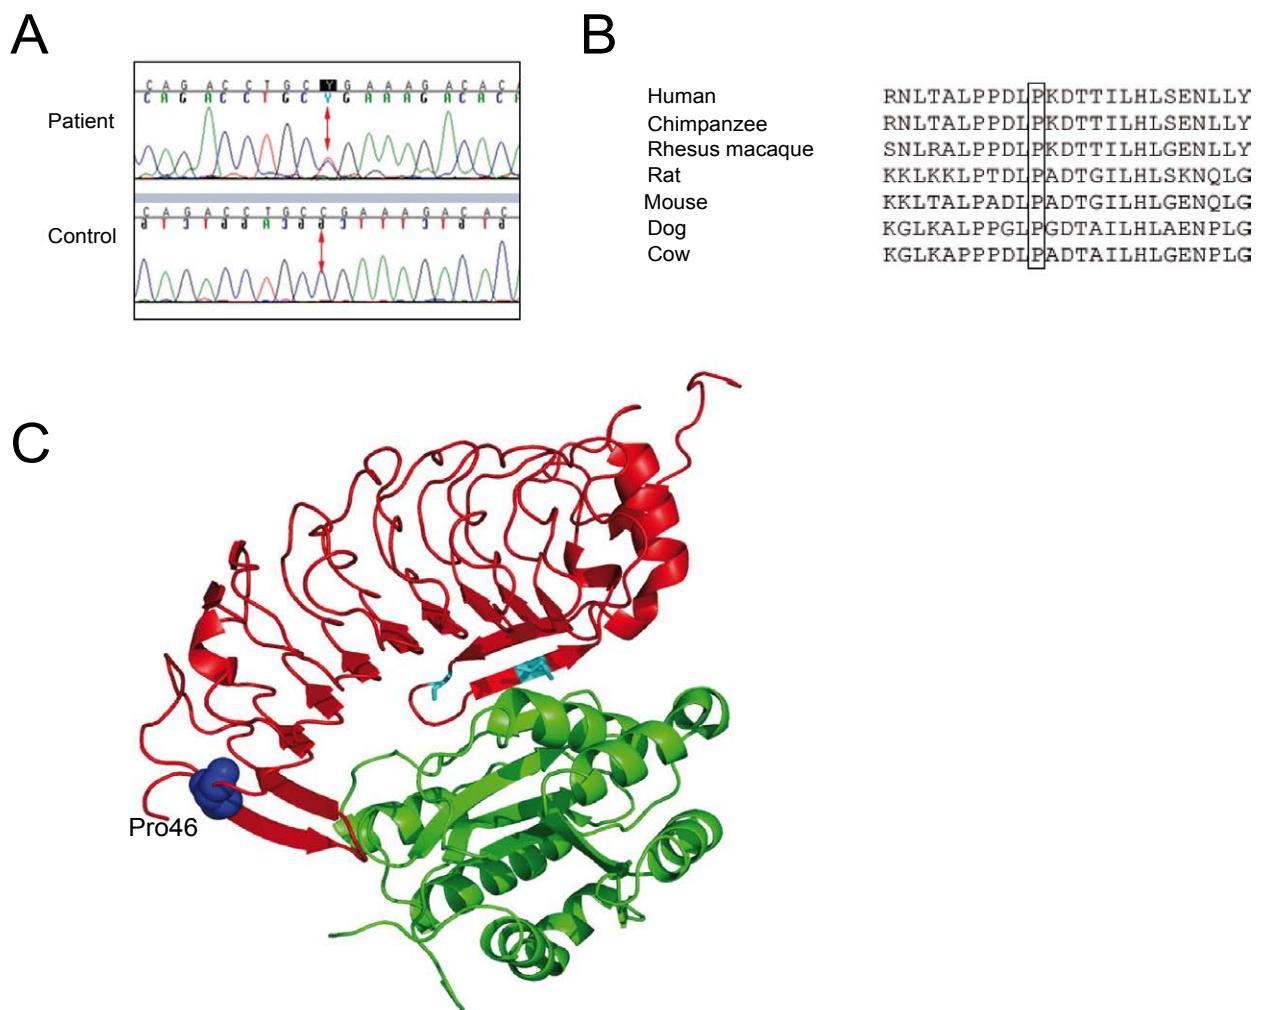 A
B
C A G A C C T G C Y G A A A G A C A C A
C A G A C C T G C Y G A A A G A C A C A
Patient
C A G A C C T G C C G A A A G A C A C
G T C T G G A C G G C T T T C T G T G
Control
Human RNLTALPPDLPKDTTILHLSENLLY
Chimpanzee RNLTALPPDLPKDTTILHLSENLLY
Rhesus macaque SNLRALPPDLPKDTTILHLGENLLY
Rat KKLKKLPTDLPADTGILHLSKNQLG
Mouse KKLTALPADLPADTGILHLGENQLG
Dog KGLKALPPGLPGDTAILHLAENPLG
Cow KGLKAPPPDLPADTAILHLGENPLG
C
Pro46